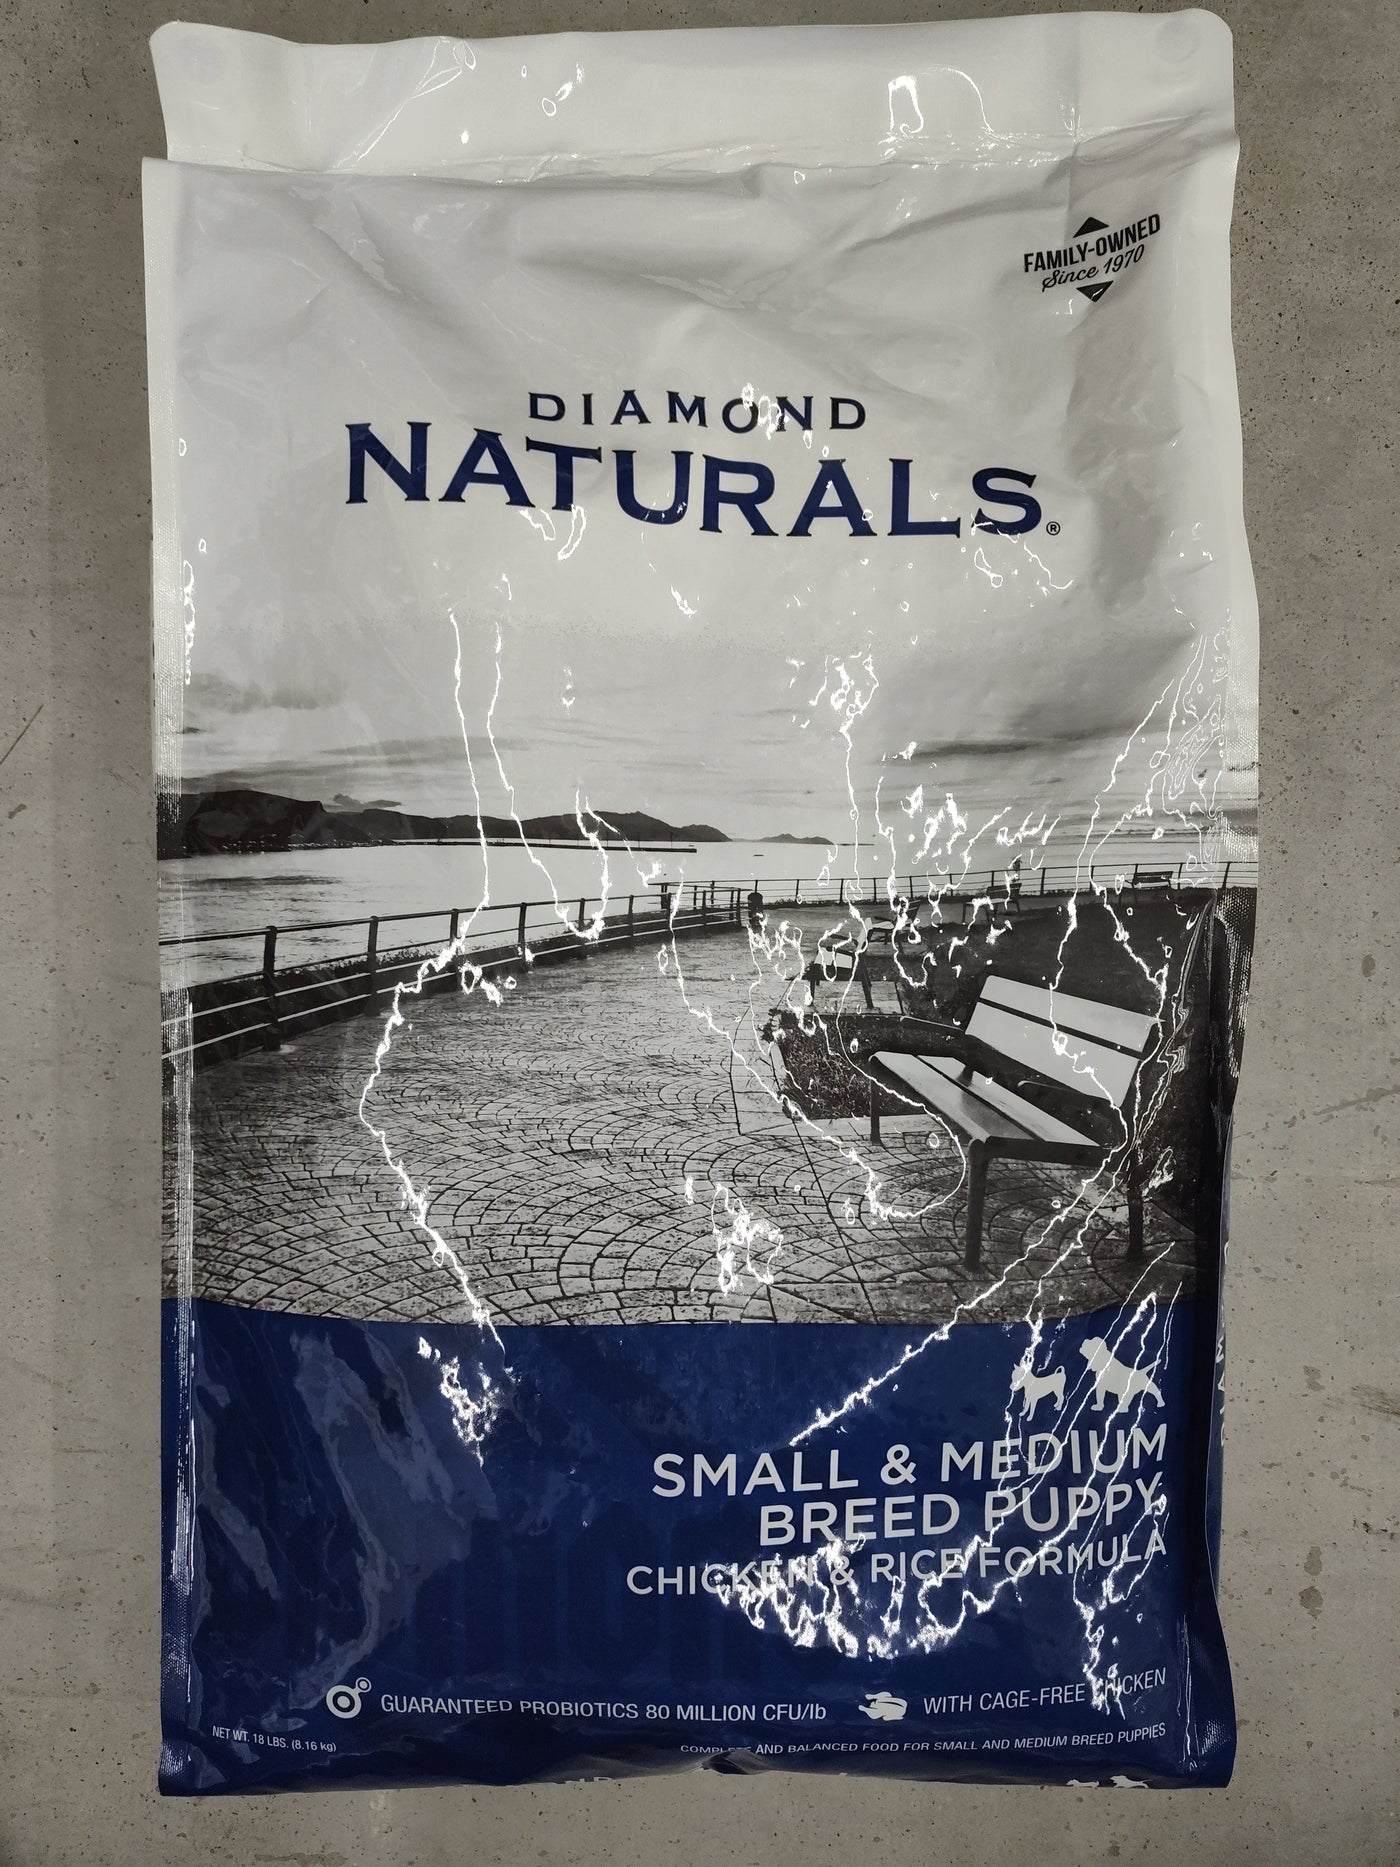 FAMILY-OWNED
Since 1970
DIAMOND
NATURALS®
SMALL & MEDIUM
BREED PUPPY
CHICKEN & RICE FORMULA
GUARANTEED PROBIOTICS 80 MILLION CFU/lb
WITH CAGE-FREE CHICKEN
NET WT. 18 LBS. (8.16 kg)
COMPLETE AND BALANCED FOOD FOR SMALL AND MEDIUM BREED PUPPIES